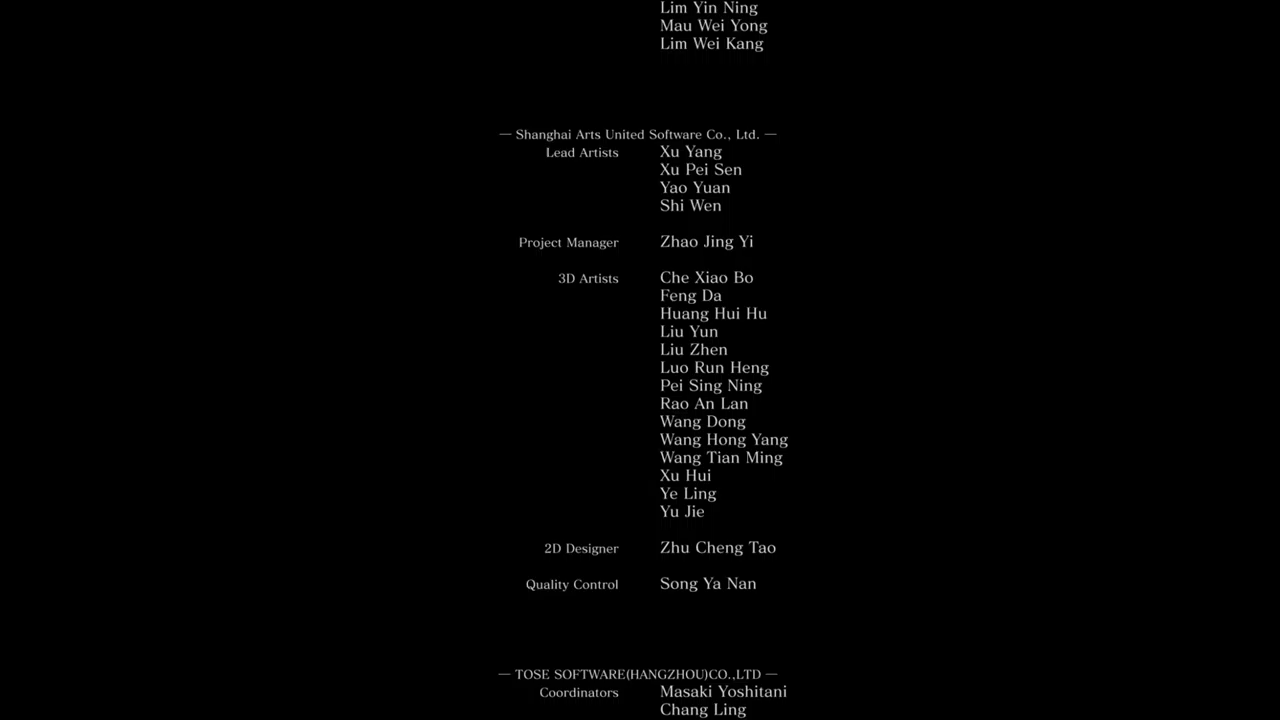 Lim Yin Ning
Mau Wei Yong
Lim Wei Kang
— Shanghai Arts United Software Co., Ltd. —
Lead Artists Xu Yang
Xu Pei Sen
Yao Yuan
Shi Wen
Project Manager Zhao Jing Yi
3D Artists Che Xiao Bo
Feng Da
Huang Hui Hu
Liu Yun
Liu Zhen
Luo Run Heng
Pei Sing Ning
Rao An Lan
Wang Dong
Wang Hong Yang
Wang Tian Ming
Xu Hui
Ye Ling
Yu Jie
2D Designer Zhu Cheng Tao
Quality Control Song Ya Nan
— TOSE SOFTWARE(HANGZHOU)CO.,LTD —
Coordinators Masaki Yoshitani
Chang Ling